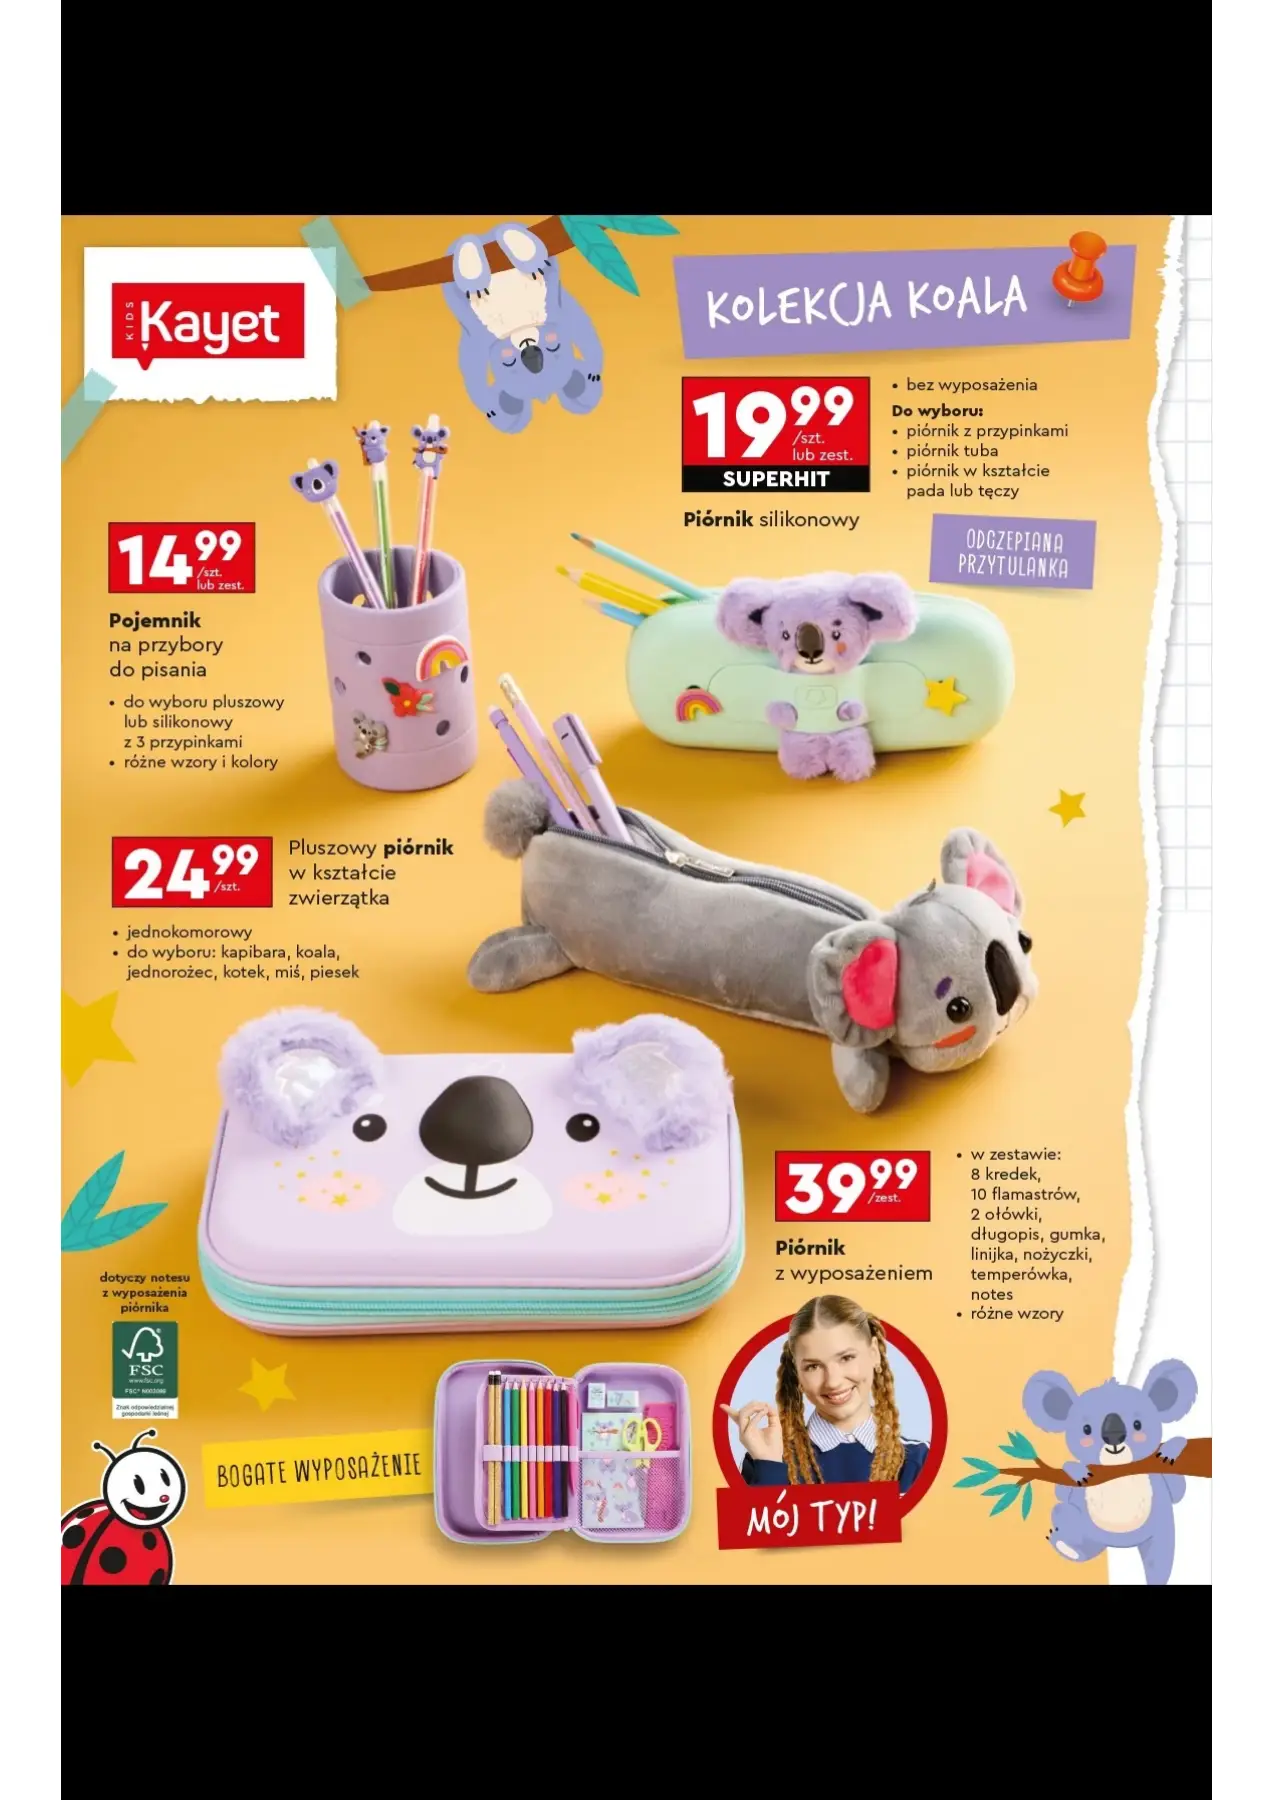 KIDS
Kayet
KOLEKCJA KOALA
19 99
/szt.
lub zest.
SUPERHIT
Piórnik silikonowy
• bez wyposażenia
Do wyboru:
• piórnik z przypinkami
• piórnik tuba
• piórnik w kształcie
pada lub tęczy
ODCZEPIANA
PRZYTULANKA
14 99
/szt.
lub zest.
Pojemnik
na przybory
do pisania
• do wyboru pluszowy
lub silikonowy
z 3 przypinkami
• różne wzory i kolory
24 99
/szt.
Pluszowy piórnik
w kształcie
zwierzątka
• jednokomorowy
• do wyboru: kapibara, koala,
jednorożec, kotek, miś, piesek
39 99
/zest.
Piórnik
z wyposażeniem
• w zestawie:
8 kredek,
10 flamastrów,
2 ołówki,
długopis, gumka,
linijka, nożyczki,
temperówka,
notes
• różne wzory
dotyczy notesu
z wyposażenia
piórnika
FSC
www.fsc.org
FSC® N003099
Znak odpowiedzialnej
gospodarki leśnej
BOGATE WYPOSAŻENIE
MÓJ TYP!